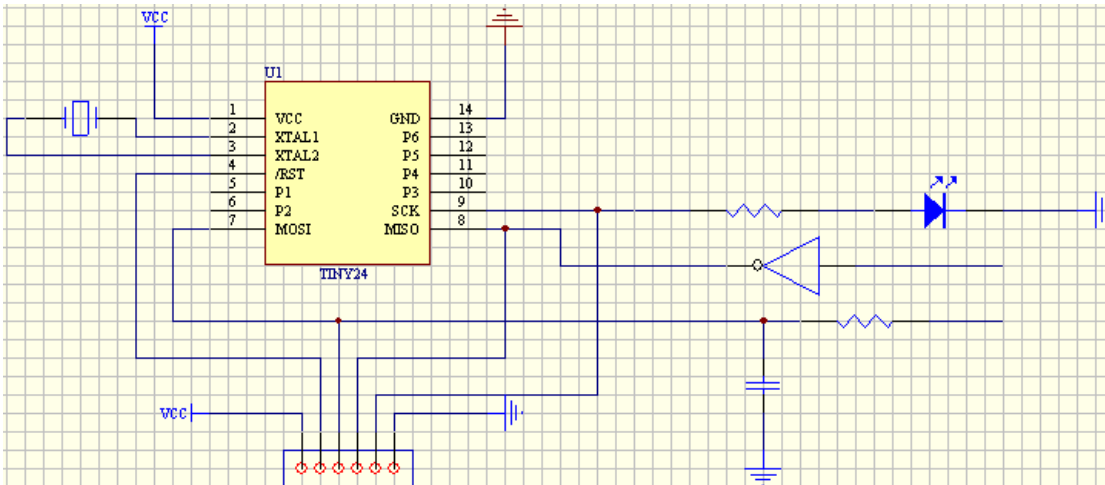 VCC
U1
1 VCC GND 14
2 XTAL1 P6 13
3 XTAL2 P5 12
4 /RST P4 11
5 P1 P3 10
6 P2 SCK 9
7 MOSI MISO 8
TINY24
VCC